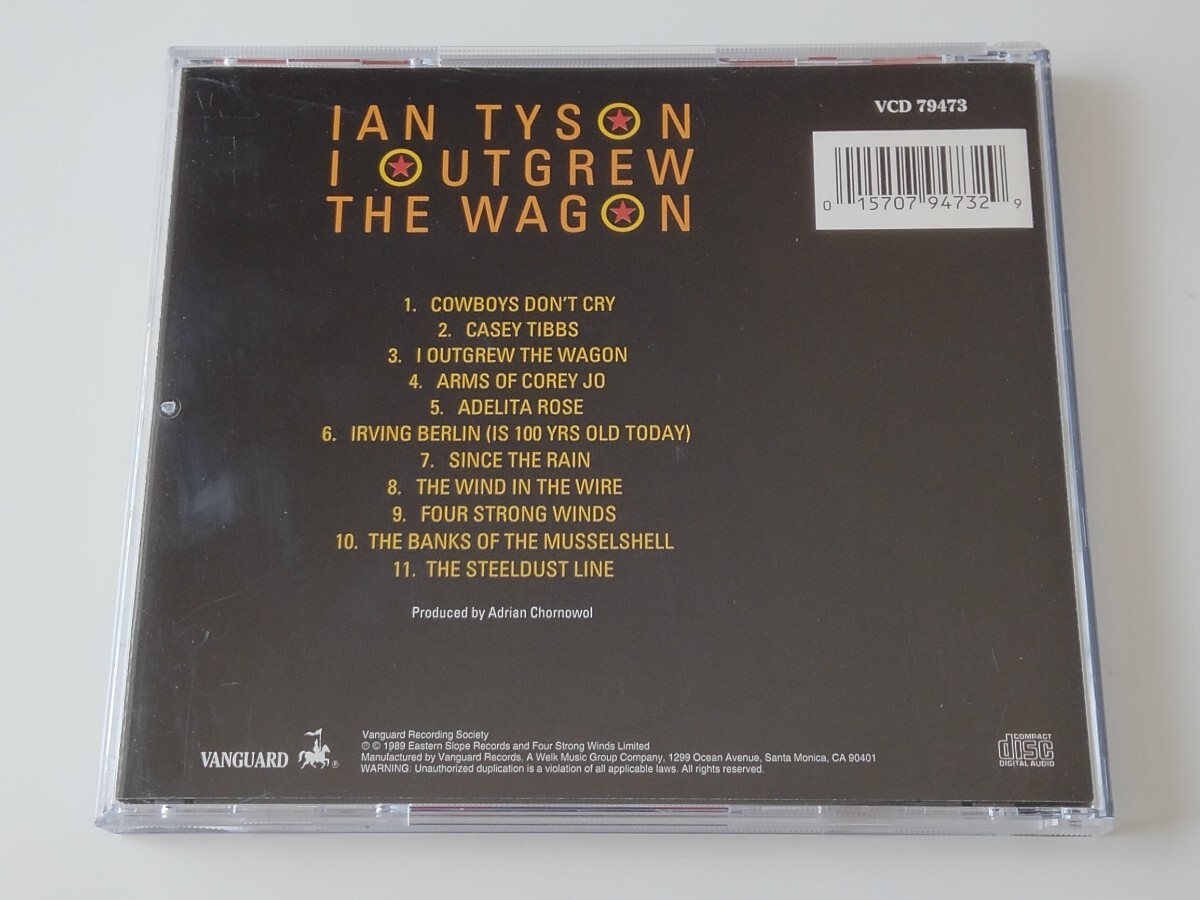 IAN TYSON
I OUTGREW
THE WAGON
VCD 79473
0 15707 94732 9
1. COWBOYS DON'T CRY
2. CASEY TIBBS
3. I OUTGREW THE WAGON
4. ARMS OF COREY JO
5. ADELITA ROSE
6. IRVING BERLIN (IS 100 YRS OLD TODAY)
7. SINCE THE RAIN
8. THE WIND IN THE WIRE
9. FOUR STRONG WINDS
10. THE BANKS OF THE MUSSELSHELL
11. THE STEELDUST LINE
Produced by Adrian Chornowol
VANGUARD ®
Vanguard Recording Society
℗ © 1989 Eastern Slope Records and Four Strong Winds Limited
Manufactured by Vanguard Records, A Welk Music Group Company, 1299 Ocean Avenue, Santa Monica, CA 90401
WARNING: Unauthorized duplication is a violation of all applicable laws. All rights reserved.
COMPACT
disc
DIGITAL AUDIO